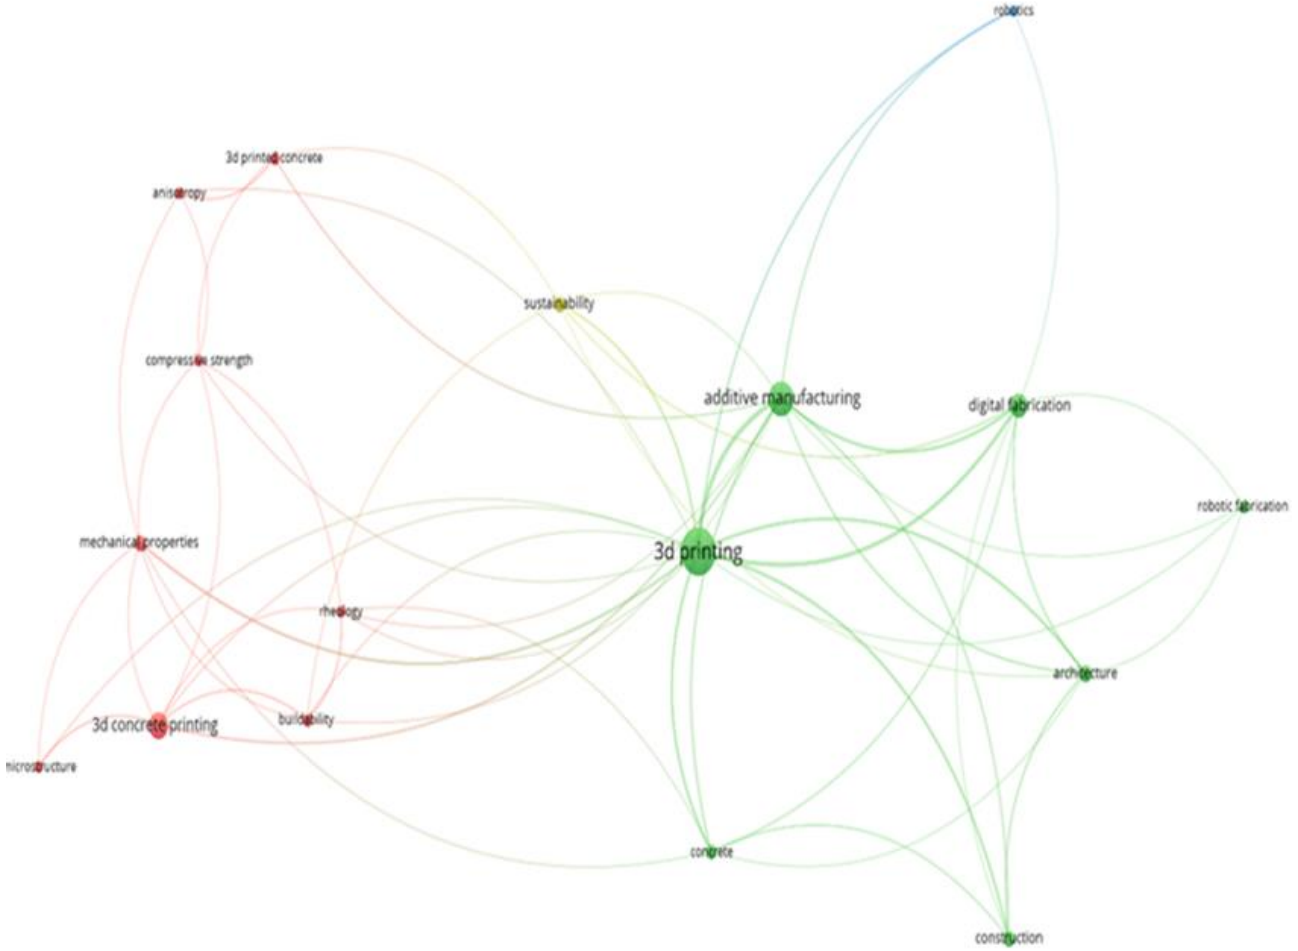 robotics
3d printed concrete
anisotropy
sustainability
compressive strength
additive manufacturing
digital fabrication
robotic fabrication
mechanical properties
3d printing
rheology
architecture
buildability
3d concrete printing
microstructure
concrete
construction